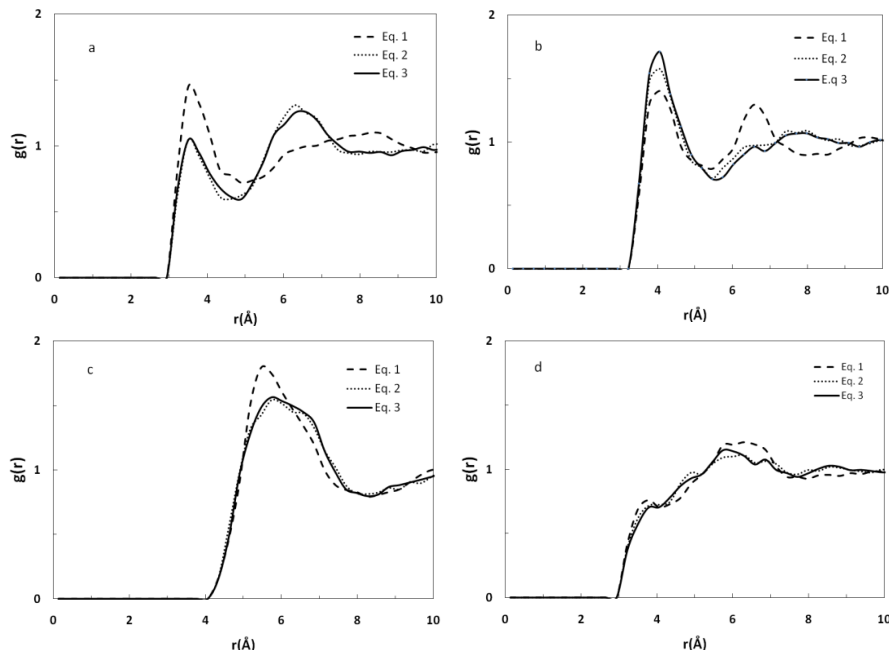 2
a
Eq. 1
Eq. 2
Eq. 3
g(r)
1
0
0 2 4 6 8 10
r(Å)
2
b
Eq. 1
Eq. 2
E.q 3
g(r)
1
0
0 2 4 6 8 10
r(Å)
2
c
Eq. 1
Eq. 2
Eq. 3
g(r)
1
0
0 2 4 6 8 10
r(Å)
2
d
Eq. 1
Eq. 2
Eq. 3
g(r)
1
0
0 2 4 6 8 10
r(Å)